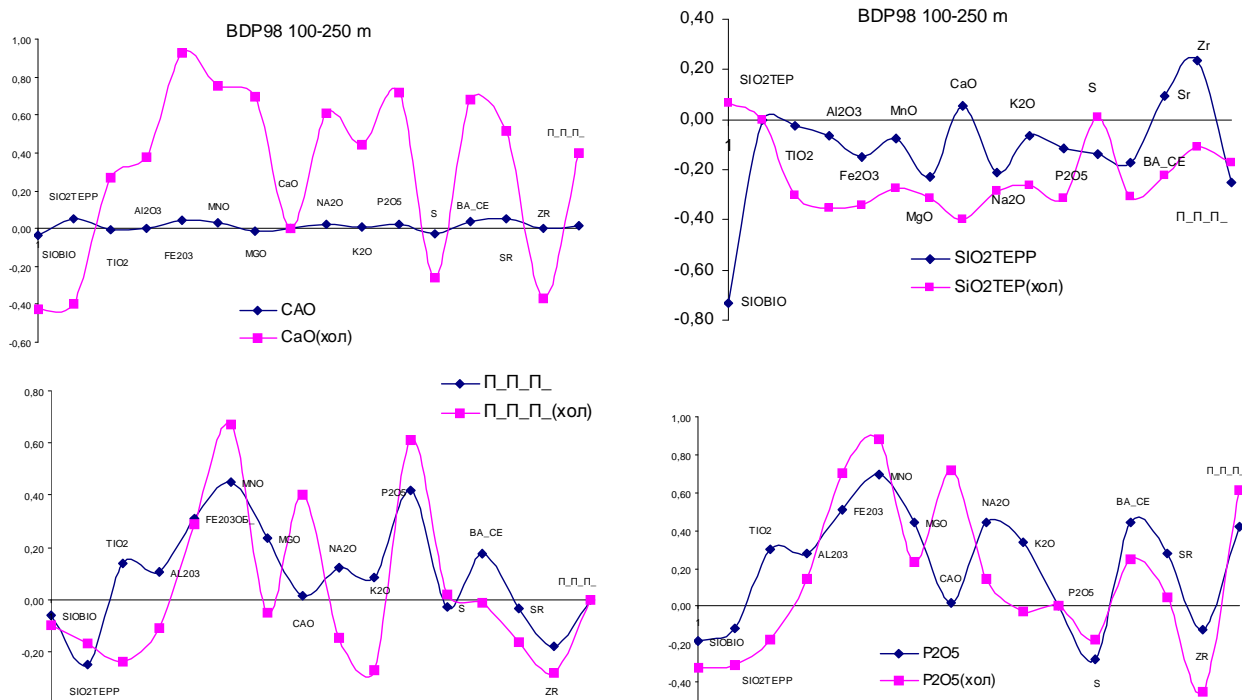 BDP98 100-250 m
1,00
0,80
0,60
0,40
0,20
0,00
-0,20
-0,40
-0,60
1
SIOBIO
SIO2TEPP
TIO2
Al2O3
FE2O3
MNO
MGO
CaO
NA2O
K2O
P2O5
S
BA_CE
SR
ZR
П_П_П_
CAO
CaO(хол)
BDP98 100-250 m
0,40
0,20
0,00
-0,20
-0,40
-0,60
-0,80
1
SIOBIO
SIO2TEP
TIO2
Al2O3
Fe2O3
MnO
MgO
CaO
Na2O
K2O
P2O5
S
BA_CE
Sr
Zr
П_П_П_
SIO2TEPP
SiO2TEP(хол)
П_П_П_
П_П_П_(хол)
0,80
0,60
0,40
0,20
0,00
-0,20
SIOBIO
SIO2TEPP
TIO2
AL2O3
FE2O3ОБ_
MNO
MGO
CAO
NA2O
K2O
P2O5
S
BA_CE
SR
ZR
П_П_П_
1,00
0,80
0,60
0,40
0,20
0,00
-0,20
-0,40
1
SIOBIO
SIO2TEPP
TIO2
AL2O3
FE2O3
MNO
MGO
CAO
NA2O
K2O
P2O5
S
BA_CE
SR
ZR
П_П_П_
P2O5
P2O5(хол)